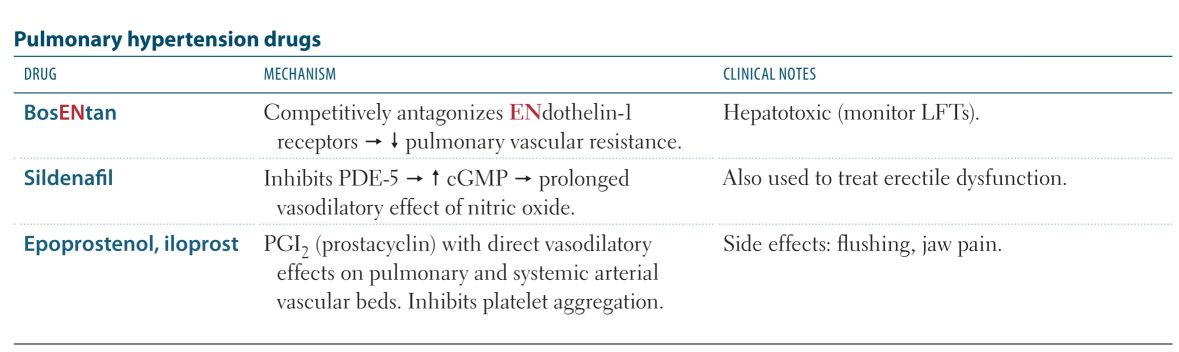 Pulmonary hypertension drugs
DRUG MECHANISM CLINICAL NOTES
BosENtan Competitively antagonizes ENdothelin-1 Hepatotoxic (monitor LFTs).
receptors → ↓ pulmonary vascular resistance.
Sildenafil Inhibits PDE-5 → ↑ cGMP → prolonged Also used to treat erectile dysfunction.
vasodilatory effect of nitric oxide.
Epoprostenol, iloprost PGI₂ (prostacyclin) with direct vasodilatory Side effects: flushing, jaw pain.
effects on pulmonary and systemic arterial
vascular beds. Inhibits platelet aggregation.